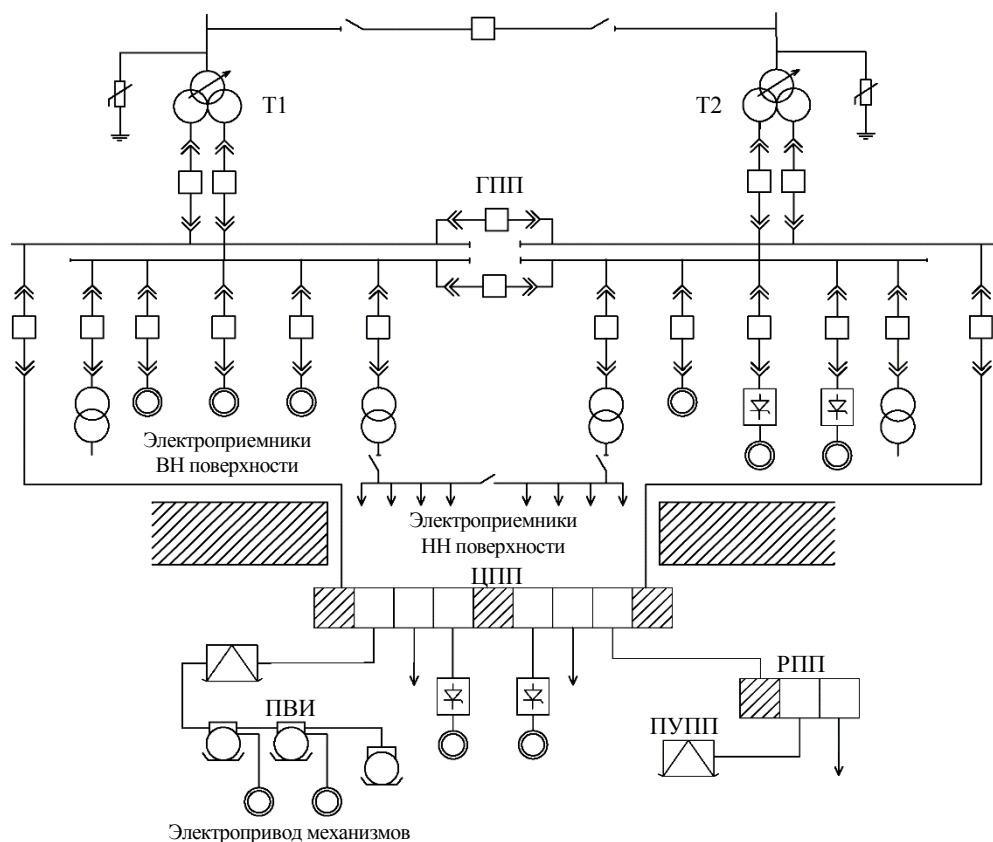 Т1
Т2
ГПП
Электроприемники
ВН поверхности
Электроприемники
НН поверхности
ЦПП
РПП
ПВИ
ПУПП
Электропривод механизмов